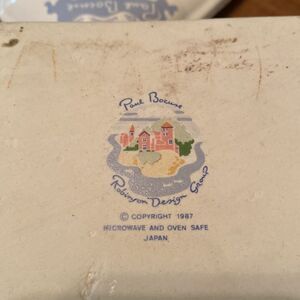 Paul Bocuse
Robinson Design Group
© COPYRIGHT 1987
MICROWAVE AND OVEN SAFE
JAPAN